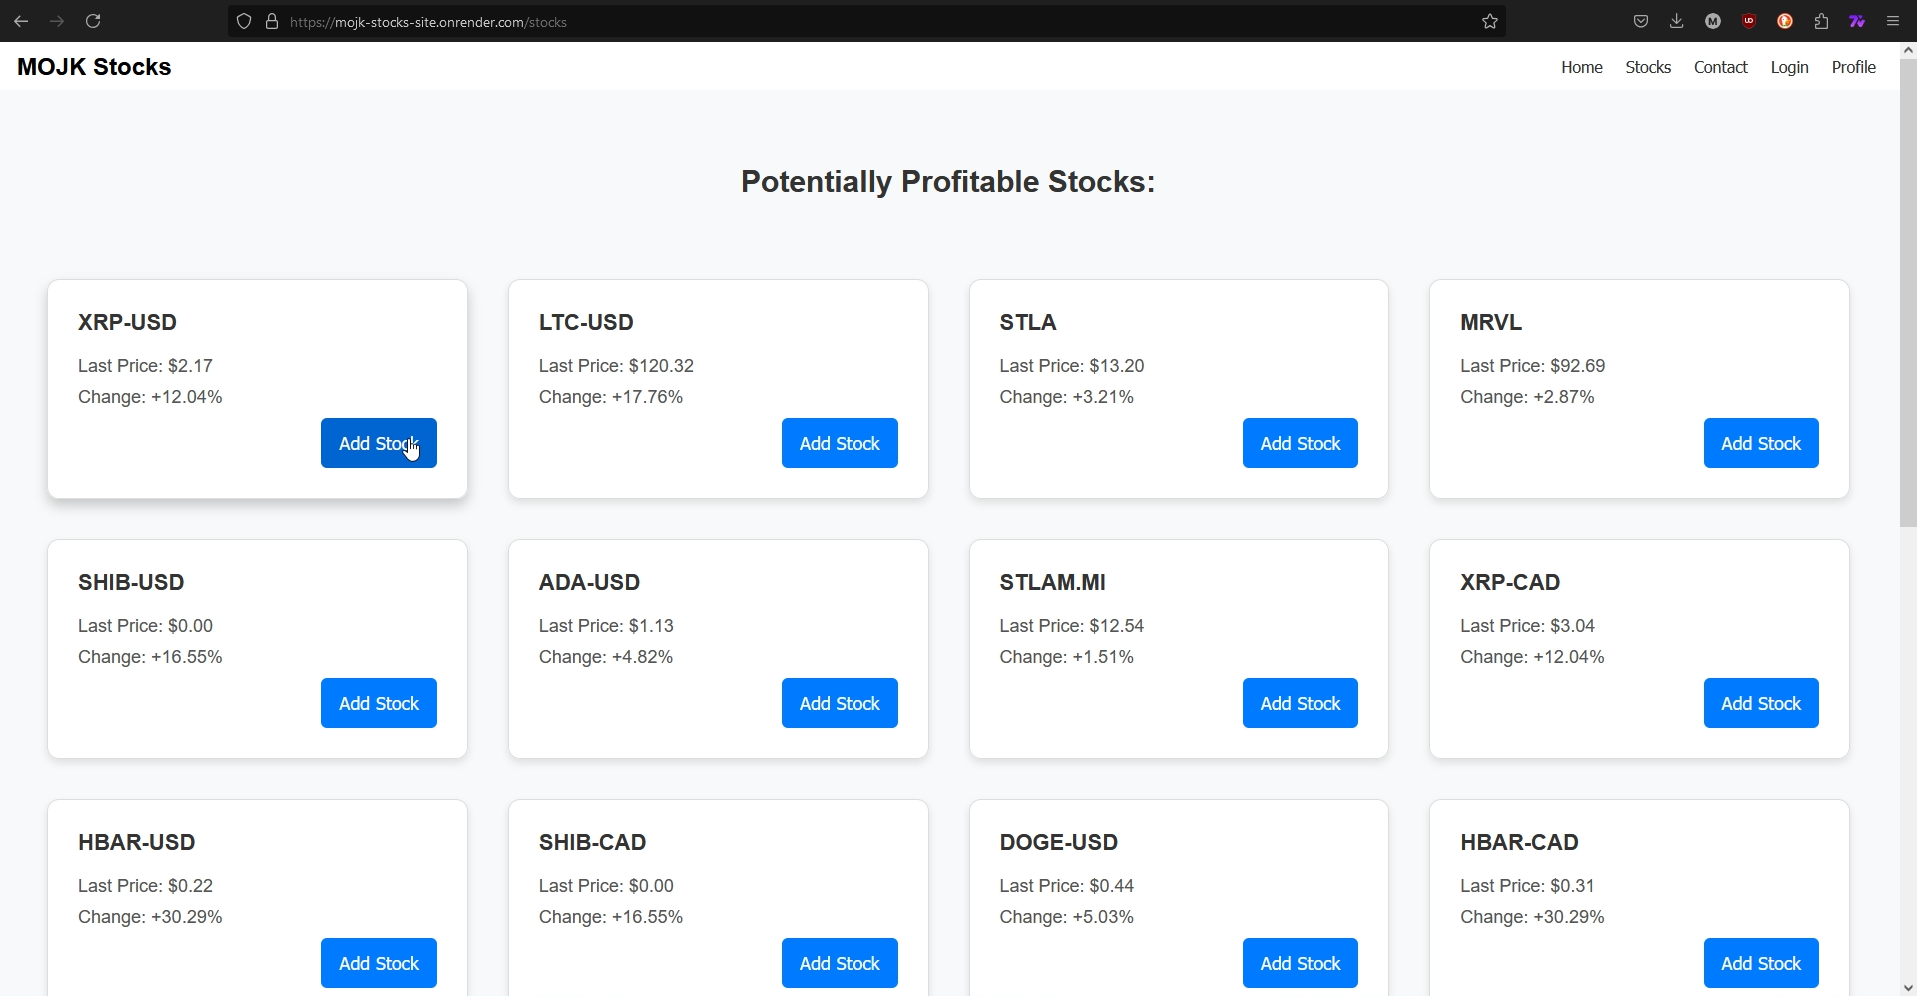 https://mojk-stocks-site.onrender.com/stocks
MOJK Stocks
Home Stocks Contact Login Profile
Potentially Profitable Stocks:
XRP-USD
Last Price: $2.17
Change: +12.04%
Add Stock
LTC-USD
Last Price: $120.32
Change: +17.76%
Add Stock
STLA
Last Price: $13.20
Change: +3.21%
Add Stock
MRVL
Last Price: $92.69
Change: +2.87%
Add Stock
SHIB-USD
Last Price: $0.00
Change: +16.55%
Add Stock
ADA-USD
Last Price: $1.13
Change: +4.82%
Add Stock
STLAM.MI
Last Price: $12.54
Change: +1.51%
Add Stock
XRP-CAD
Last Price: $3.04
Change: +12.04%
Add Stock
HBAR-USD
Last Price: $0.22
Change: +30.29%
Add Stock
SHIB-CAD
Last Price: $0.00
Change: +16.55%
Add Stock
DOGE-USD
Last Price: $0.44
Change: +5.03%
Add Stock
HBAR-CAD
Last Price: $0.31
Change: +30.29%
Add Stock